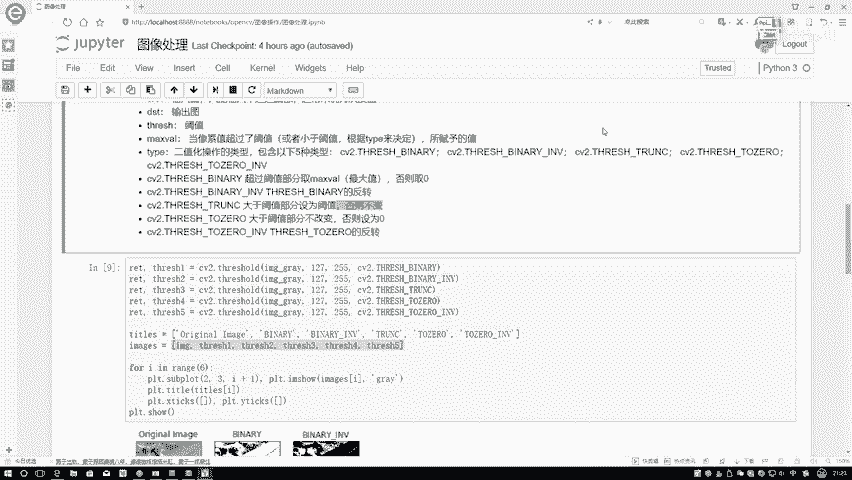 图像处理
http://localhost:8888/notebooks/opencv/图像操作/图像处理.ipynb
点此搜索
jupyter 图像处理 Last Checkpoint: 4 hours ago (autosaved)
Logout
File Edit View Insert Cell Kernel Widgets Help
Trusted Python 3
Markdown
dst: 输出图
thresh: 阈值
maxval: 当像素值超过了阈值（或者小于阈值，根据type来决定），所赋予的值
type: 二值化操作的类型，包含以下5种类型: cv2.THRESH_BINARY; cv2.THRESH_BINARY_INV; cv2.THRESH_TRUNC; cv2.THRESH_TOZERO;
cv2.THRESH_TOZERO_INV
cv2.THRESH_BINARY 超过阈值部分取maxval（最大值），否则取0
cv2.THRESH_BINARY_INV THRESH_BINARY的反转
cv2.THRESH_TRUNC 大于阈值部分设为阈值，否则不变
cv2.THRESH_TOZERO 大于阈值部分不改变，否则设为0
cv2.THRESH_TOZERO_INV THRESH_TOZERO的反转
In [9]:
ret, thresh1 = cv2.threshold(img_gray, 127, 255, cv2.THRESH_BINARY)
ret, thresh2 = cv2.threshold(img_gray, 127, 255, cv2.THRESH_BINARY_INV)
ret, thresh3 = cv2.threshold(img_gray, 127, 255, cv2.THRESH_TRUNC)
ret, thresh4 = cv2.threshold(img_gray, 127, 255, cv2.THRESH_TOZERO)
ret, thresh5 = cv2.threshold(img_gray, 127, 255, cv2.THRESH_TOZERO_INV)
titles = ['Original Image', 'BINARY', 'BINARY_INV', 'TRUNC', 'TOZERO', 'TOZERO_INV']
images = [img, thresh1, thresh2, thresh3, thresh4, thresh5]
for i in range(6):
plt.subplot(2, 3, i + 1), plt.imshow(images[i], 'gray')
plt.title(titles[i])
plt.xticks([]), plt.yticks([])
plt.show()
Original Image BINARY BINARY_INV